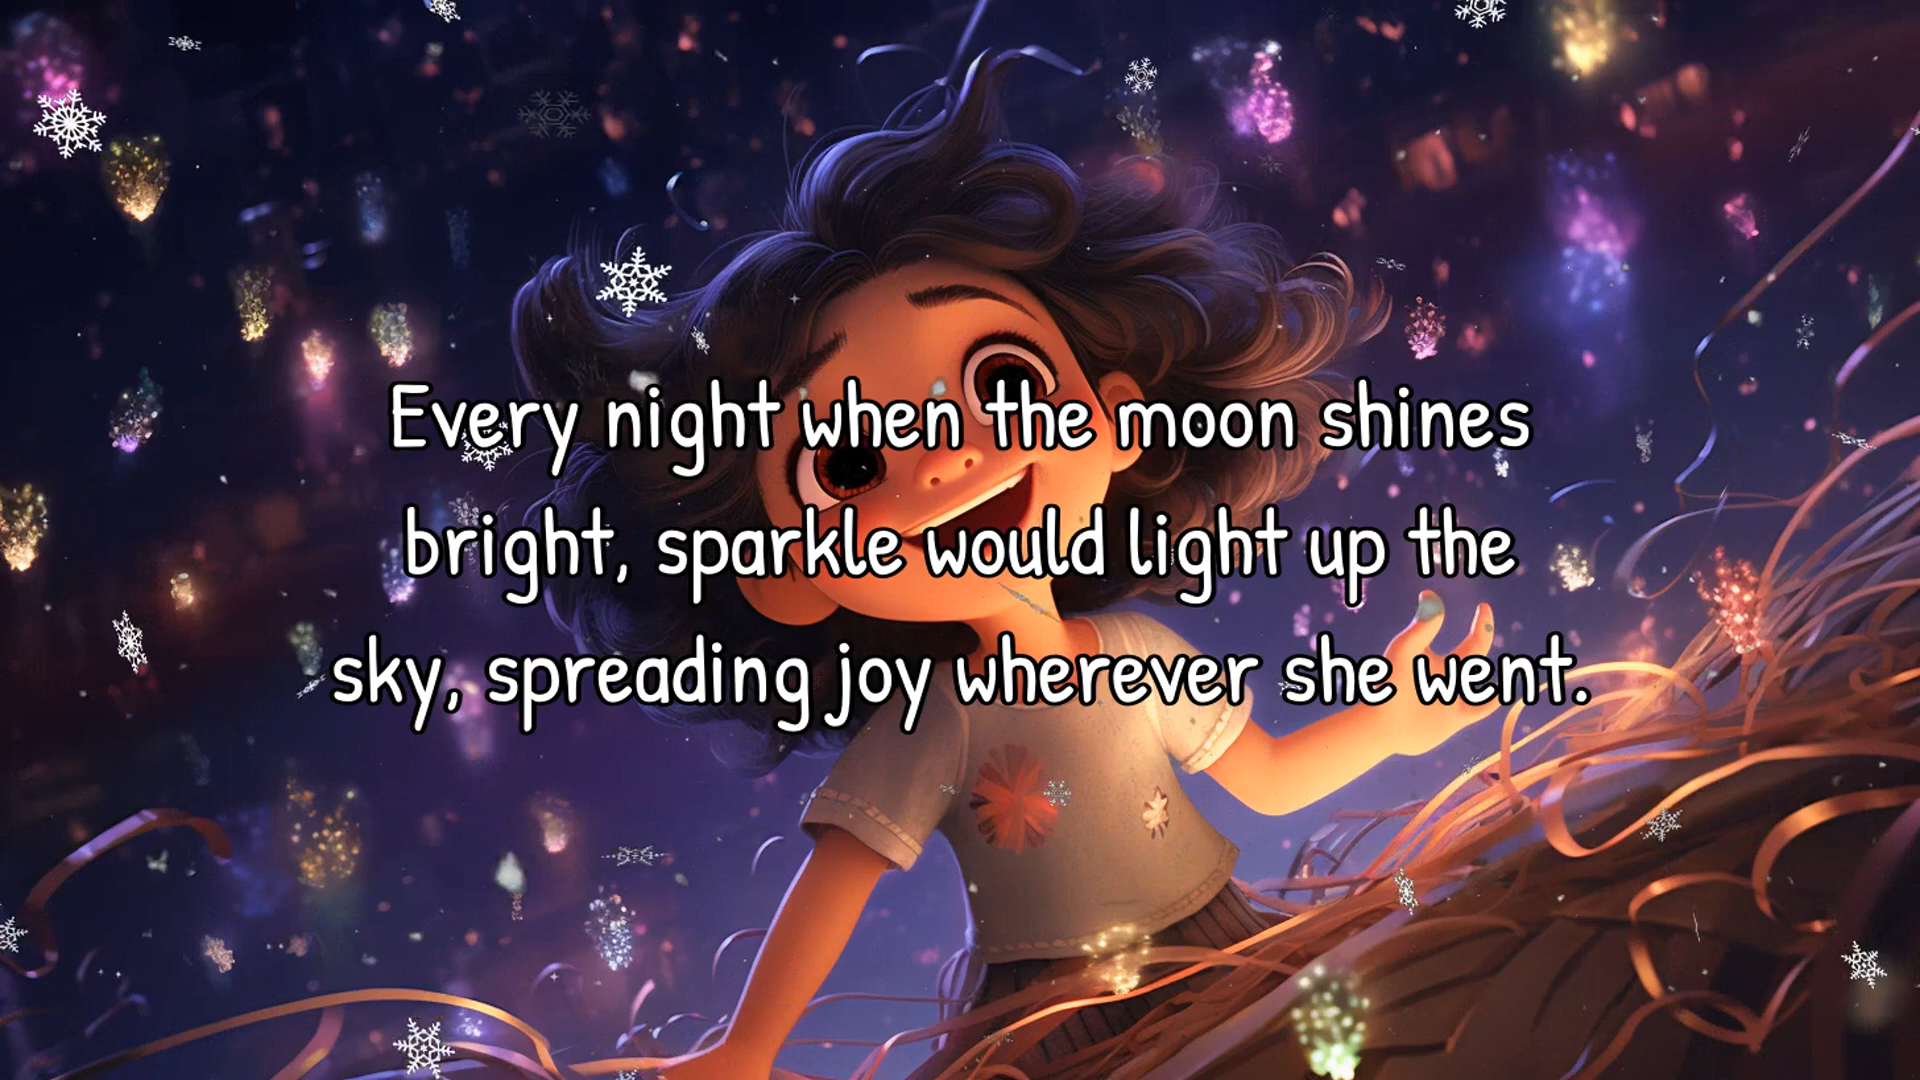 Every night when the moon shines
bright, sparkle would light up the
sky, spreading joy wherever she went.